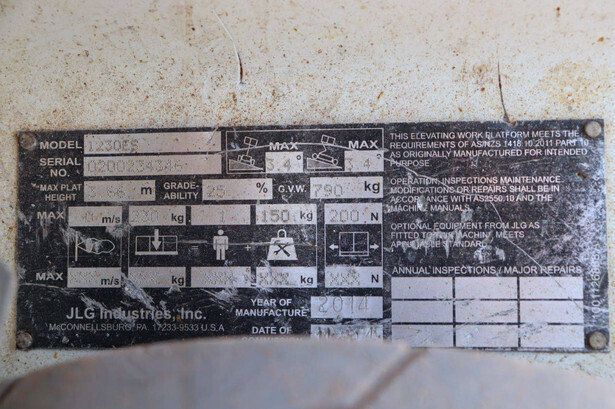 MODEL 1230ES
SERIAL NO. 0200234346
MAX PLAT HEIGHT 3.66 m GRADE-ABILITY 25 % G.V.W. 790 kg
MAX 3.4° MAX 3.4°
MAX m/s 230 kg 150 kg 200 N
MAX m/s kg kg N
JLG Industries, Inc.
McCONNELLSBURG, PA 17233-9533 U.S.A
YEAR OF MANUFACTURE 2014
DATE OF
THIS ELEVATING WORK PLATFORM MEETS THE
REQUIREMENTS OF AS/NZS 1418.10:2011 PART 10
AS ORIGINALLY MANUFACTURED FOR INTENDED
PURPOSE.
OPERATION INSPECTIONS MAINTENANCE
MODIFICATIONS OR REPAIRS SHALL BE IN
ACCORDANCE WITH AS2550.10 AND THE
MACHINE MANUALS.
OPTIONAL EQUIPMENT FROM JLG AS
FITTED TO THIS MACHINE MEETS
APPLICABLE STANDARD.
ANNUAL INSPECTIONS / MAJOR REPAIRS